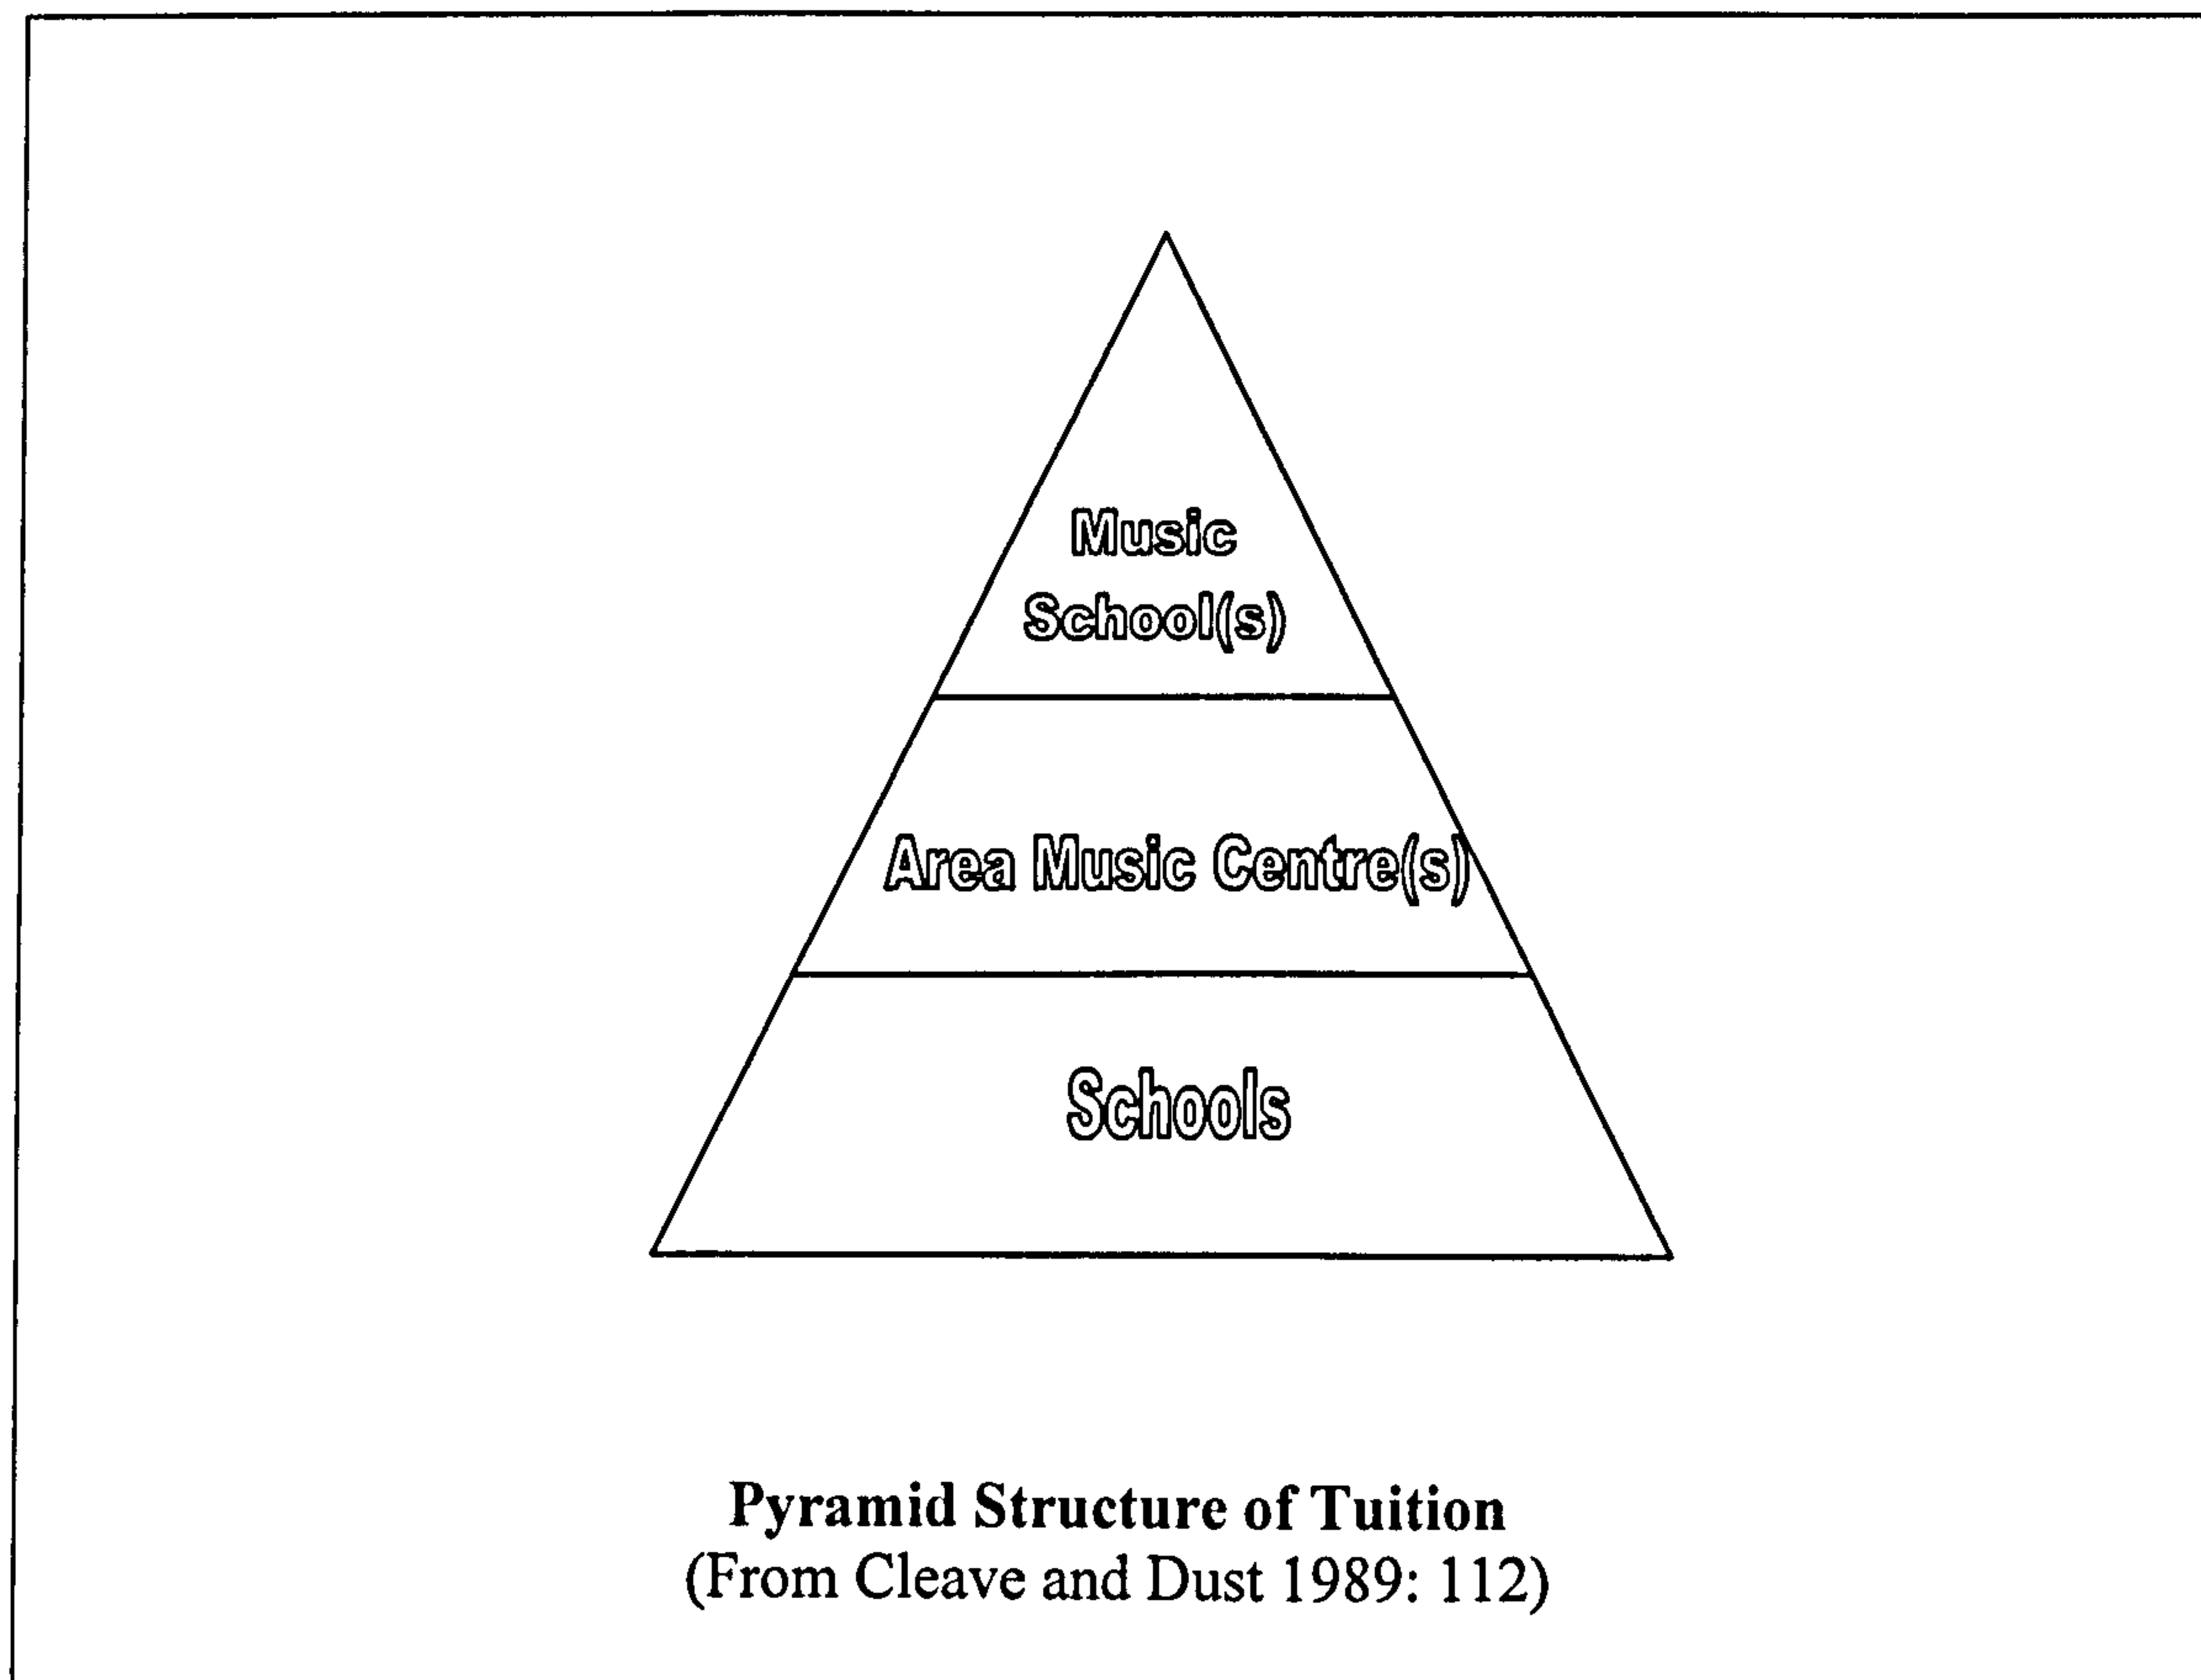 Music
School(s)
Area Music Centre(s)
Schools
Pyramid Structure of Tuition
(From Cleave and Dust 1989: 112)